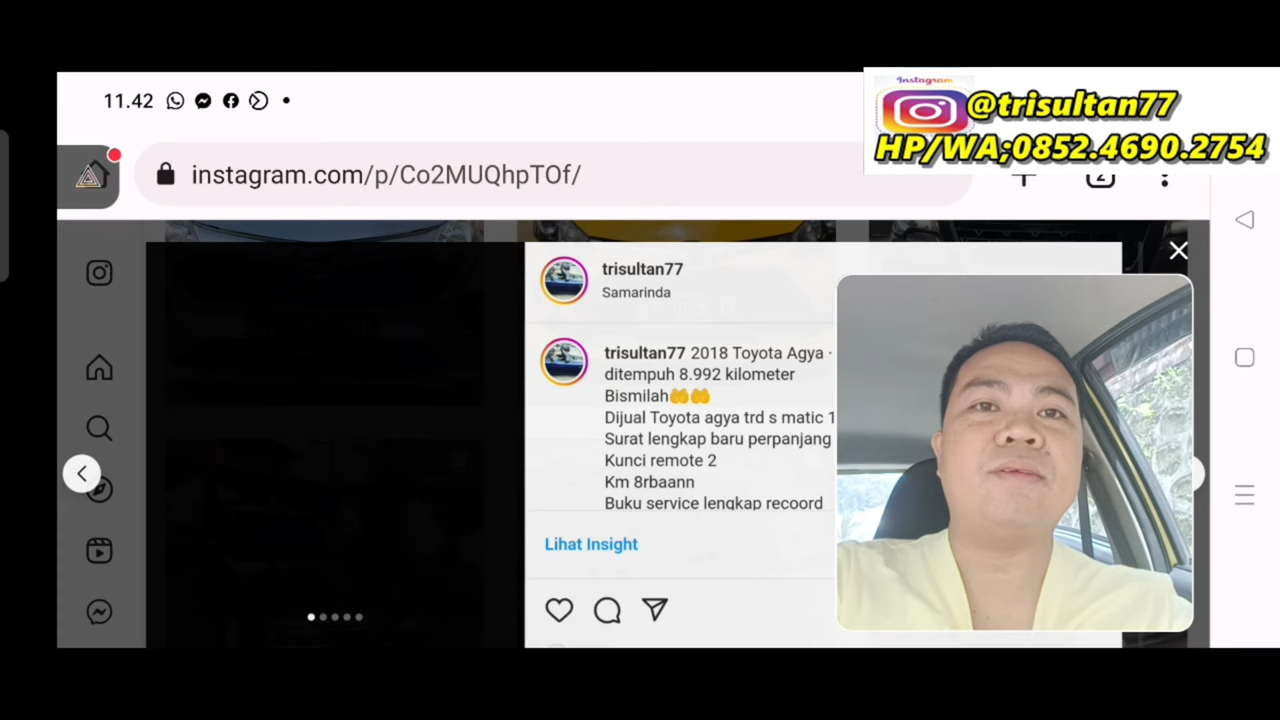 Instagram
@trisultan77
HP/WA;0852.4690.2754
11.42
instagram.com/p/Co2MUQhpTOf/
2
trisultan77
Samarinda
trisultan77 2018 Toyota Agya ·
ditempuh 8.992 kilometer
Bismilah🤲🤲
Dijual Toyota agya trd s matic 1
Surat lengkap baru perpanjang
Kunci remote 2
Km 8rbaann
Buku service lengkap recoord
Lihat Insight